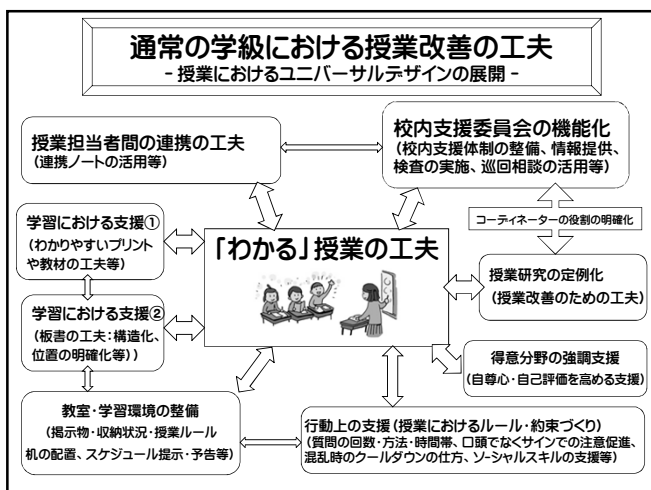 通常の学級における授業改善の工夫
- 授業におけるユニバーサルデザインの展開 -
授業担当者間の連携の工夫
(連携ノートの活用等)
校内支援委員会の機能化
(校内支援体制の整備、情報提供、
検査の実施、巡回相談の活用等)
コーディネーターの役割の明確化
学習における支援①
(わかりやすいプリント
や教材の工夫等)
「わかる」授業の工夫
授業研究の定例化
(授業改善のための工夫)
学習における支援②
(板書の工夫:構造化、
位置の明確化等))
得意分野の強調支援
(自尊心・自己評価を高める支援)
教室・学習環境の整備
(掲示物・収納状況・授業ルール
机の配置、スケジュール提示・予告等)
行動上の支援(授業におけるルール・約束づくり)
(質問の回数・方法・時間帯、口頭でなくサインでの注意促進、
混乱時のクールダウンの仕方、ソーシャルスキルの支援等)